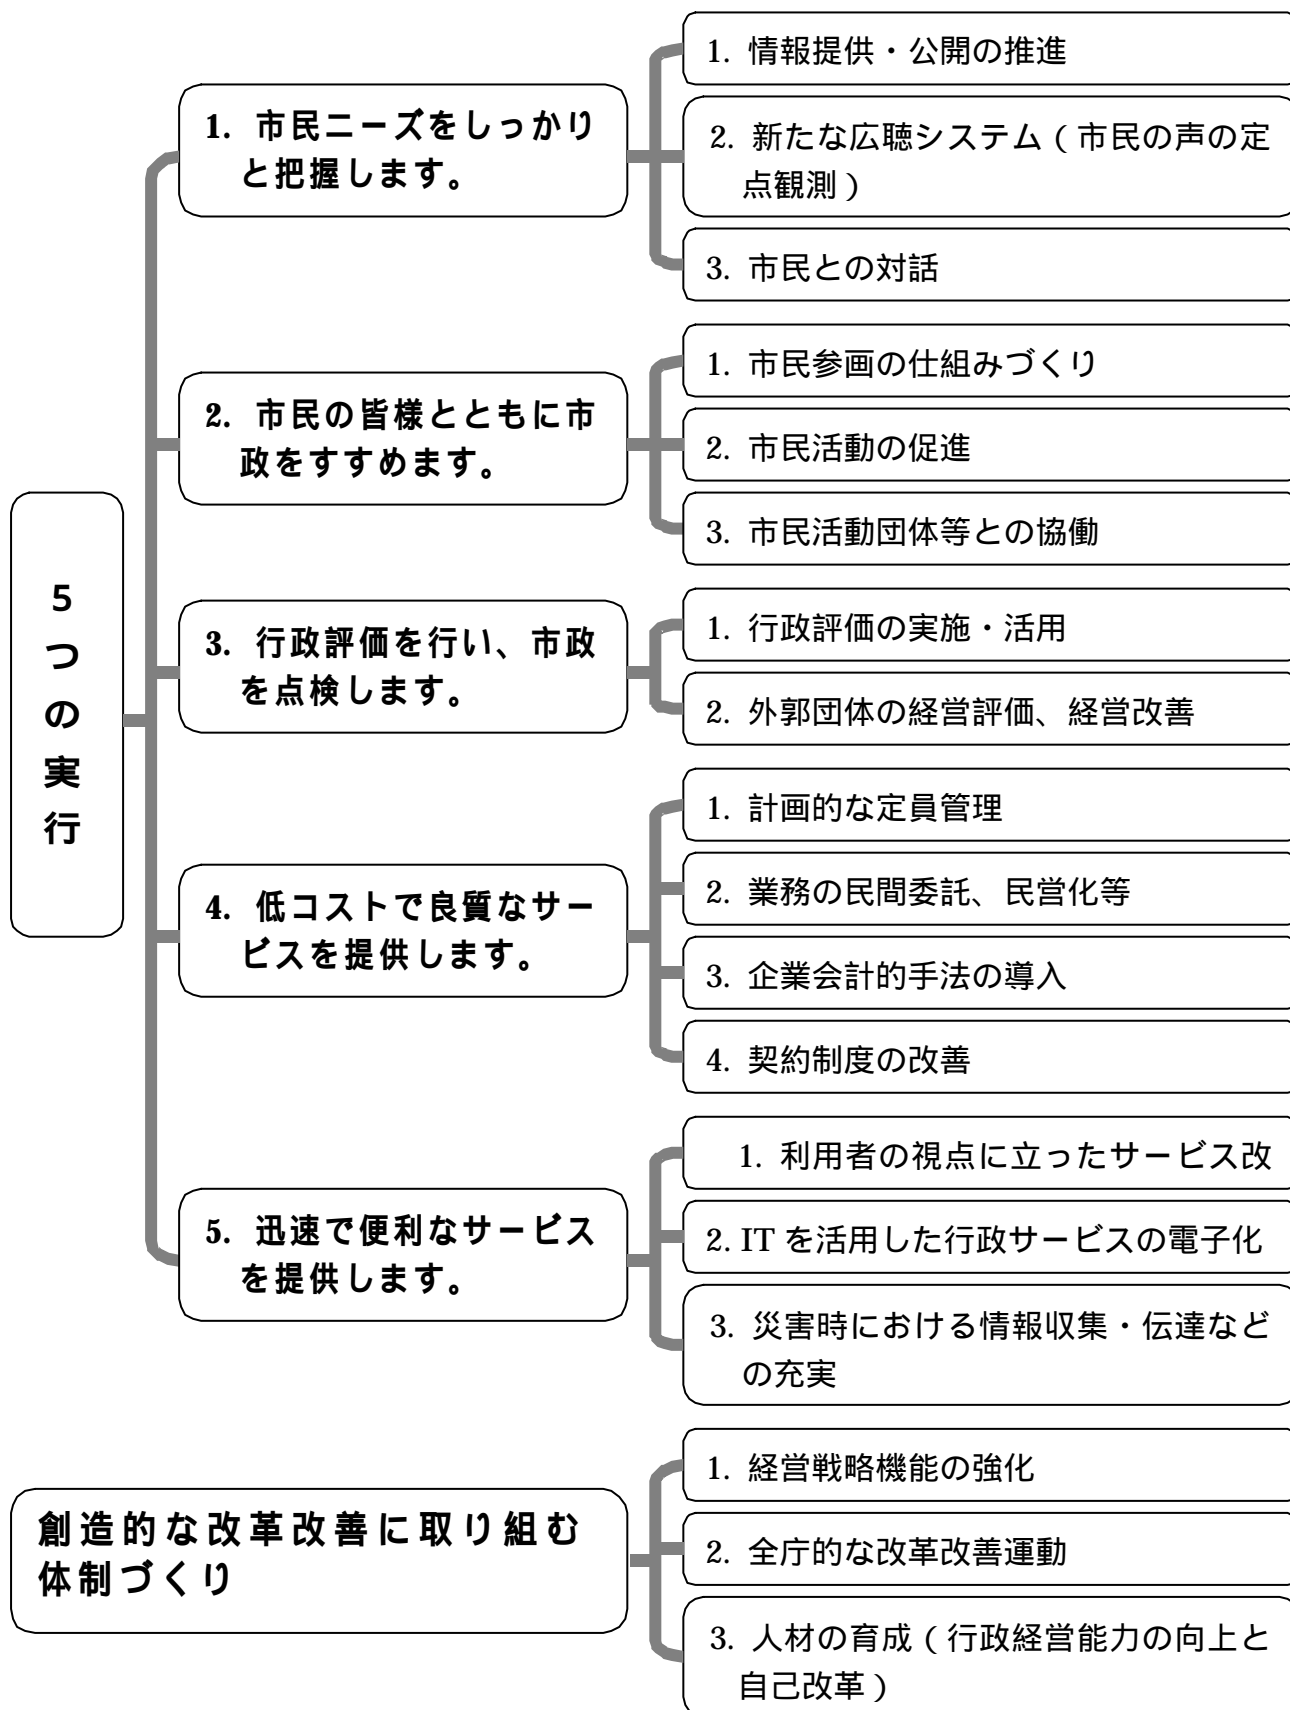 5つの実行
1. 市民ニーズをしっかり
と把握します。
1. 情報提供・公開の推進
2. 新たな広聴システム（市民の声の定
点観測）
3. 市民との対話
2. 市民の皆様とともに市
政をすすめます。
1. 市民参画の仕組みづくり
2. 市民活動の促進
3. 市民活動団体等との協働
3. 行政評価を行い、市政
を点検します。
1. 行政評価の実施・活用
2. 外郭団体の経営評価、経営改善
4. 低コストで良質なサー
ビスを提供します。
1. 計画的な定員管理
2. 業務の民間委託、民営化等
3. 企業会計的手法の導入
4. 契約制度の改善
5. 迅速で便利なサービス
を提供します。
1. 利用者の視点に立ったサービス改
2. IT を活用した行政サービスの電子化
3. 災害時における情報収集・伝達など
の充実
創造的な改革改善に取り組む
体制づくり
1. 経営戦略機能の強化
2. 全庁的な改革改善運動
3. 人材の育成（行政経営能力の向上と
自己改革）